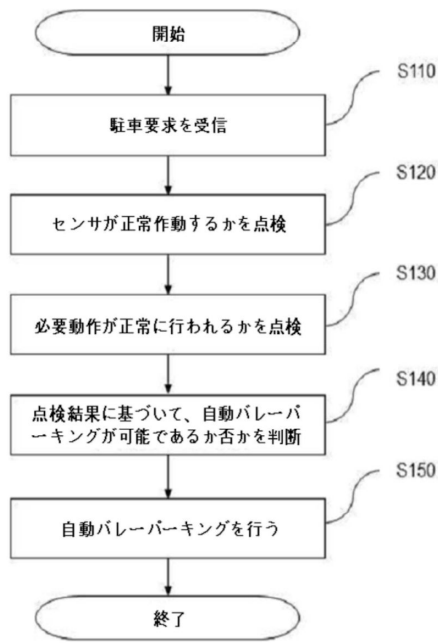 開始
S110
駐車要求を受信
S120
センサが正常作動するかを点検
S130
必要動作が正常に行われるかを点検
S140
点検結果に基づいて、自動バレーパ
ーキングが可能であるか否かを判断
S150
自動バレーパーキングを行う
終了